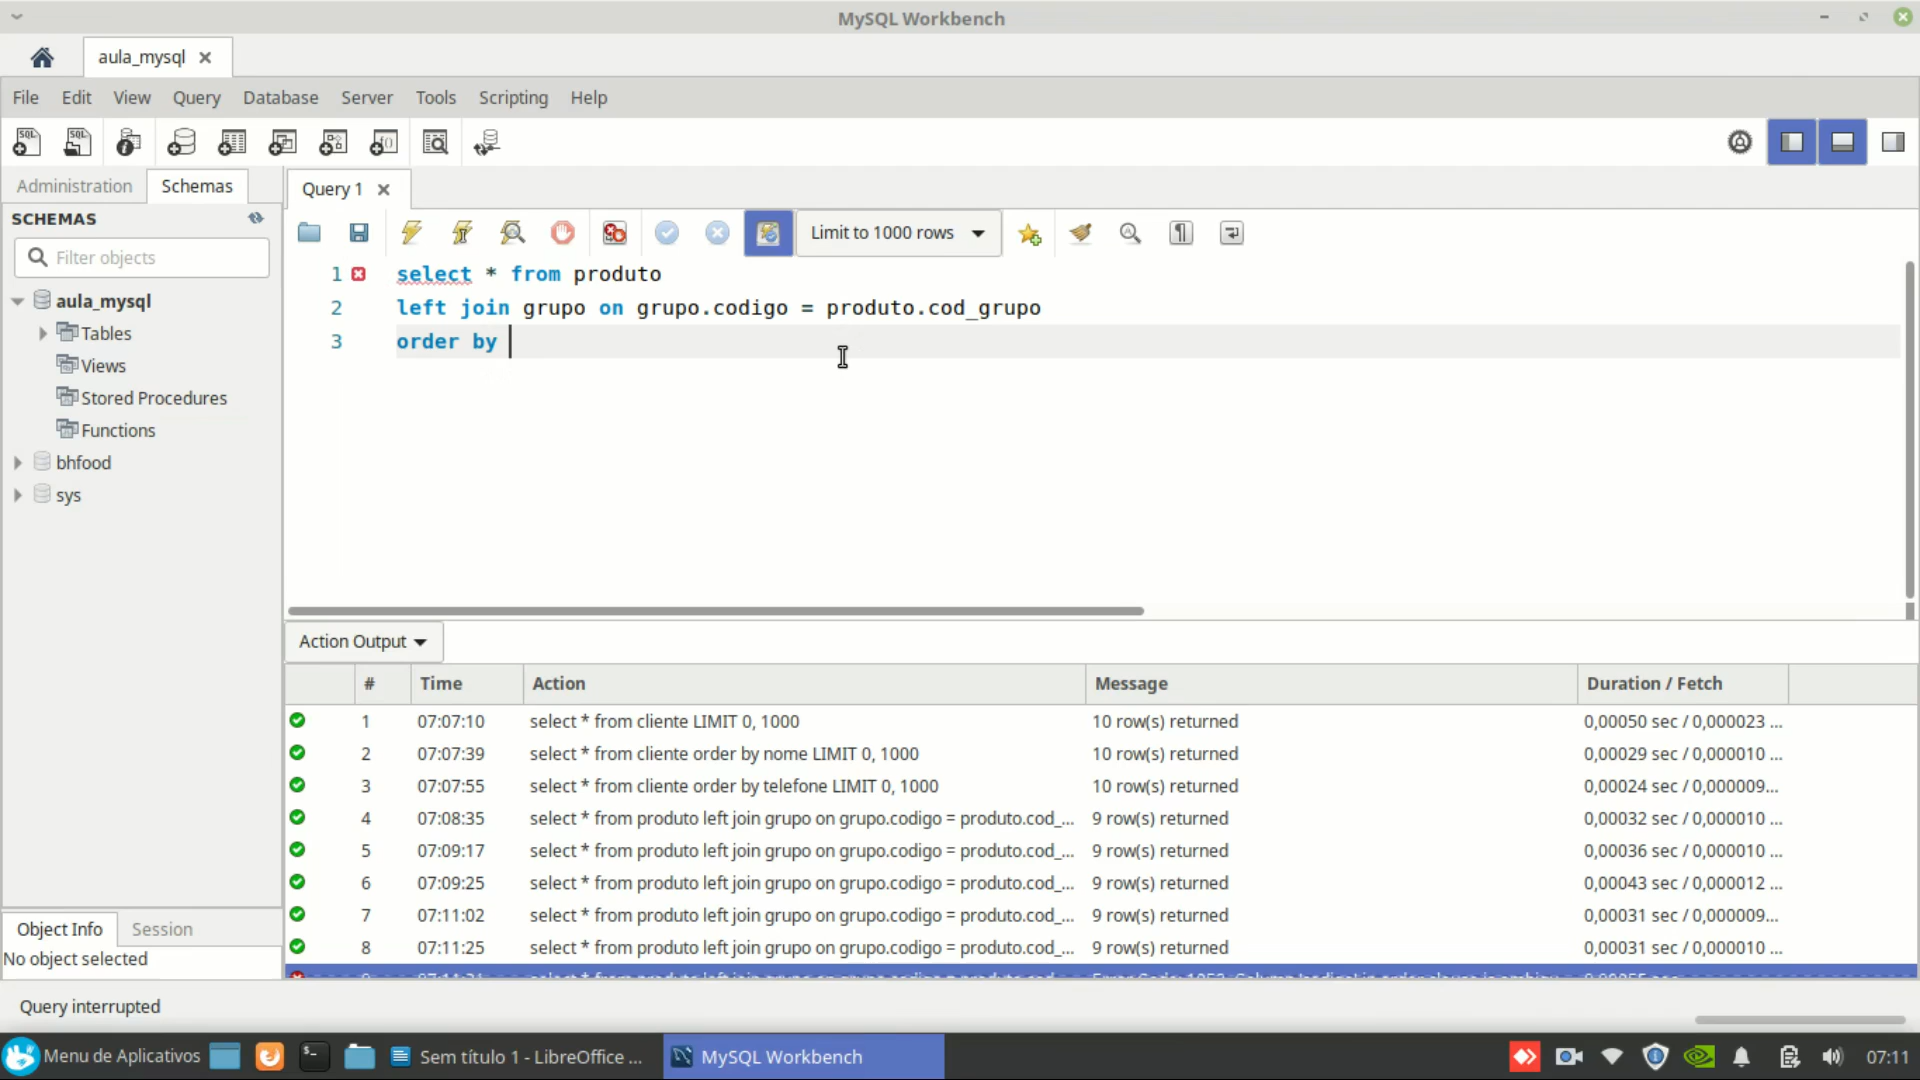 MySQL Workbench
aula_mysql
File Edit View Query Database Server Tools Scripting Help
Administration Schemas
Query 1
SCHEMAS
Filter objects
Limit to 1000 rows
aula_mysql
Tables
Views
Stored Procedures
Functions
bhfood
sys
1 select * from produto
2 left join grupo on grupo.codigo = produto.cod_grupo
3 order by
Action Output
# Time Action Message Duration / Fetch
1 07:07:10 select * from cliente LIMIT 0, 1000 10 row(s) returned 0,00050 sec / 0,000023 ...
2 07:07:39 select * from cliente order by nome LIMIT 0, 1000 10 row(s) returned 0,00029 sec / 0,000010 ...
3 07:07:55 select * from cliente order by telefone LIMIT 0, 1000 10 row(s) returned 0,00024 sec / 0,000009...
4 07:08:35 select * from produto left join grupo on grupo.codigo = produto.cod_... 9 row(s) returned 0,00032 sec / 0,000010 ...
5 07:09:17 select * from produto left join grupo on grupo.codigo = produto.cod_... 9 row(s) returned 0,00036 sec / 0,000010 ...
6 07:09:25 select * from produto left join grupo on grupo.codigo = produto.cod_... 9 row(s) returned 0,00043 sec / 0,000012 ...
7 07:11:02 select * from produto left join grupo on grupo.codigo = produto.cod_... 9 row(s) returned 0,00031 sec / 0,000009...
8 07:11:25 select * from produto left join grupo on grupo.codigo = produto.cod_... 9 row(s) returned 0,00031 sec / 0,000010 ...
Object Info Session
No object selected
Query interrupted
Menu de Aplicativos Sem título 1 - LibreOffice ... MySQL Workbench 07:11